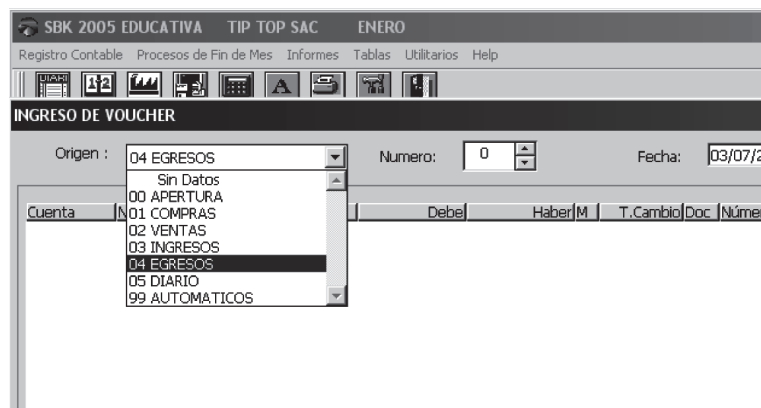 SBK 2005 EDUCATIVA TIP TOP SAC ENERO
Registro Contable Procesos de Fin de Mes Informes Tablas Utilitarios Help
DIARI
INGRESO DE VOUCHER
Origen : 04 EGRESOS Numero: 0 Fecha: 03/07/2
Sin Datos
00 APERTURA
Cuenta N 01 COMPRAS Debe Haber M T.Cambio Doc Núme
02 VENTAS
03 INGRESOS
04 EGRESOS
05 DIARIO
99 AUTOMATICOS